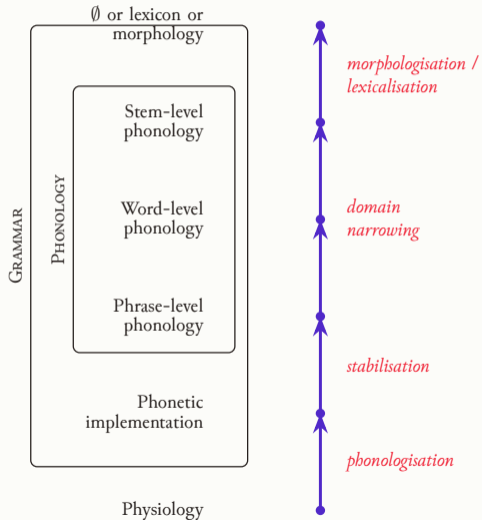 ∅ or lexicon or
morphology
Stem-level
phonology
Word-level
phonology
Phrase-level
phonology
Phonetic
implementation
Physiology
GRAMMAR
PHONOLOGY
morphologisation /
lexicalisation
domain
narrowing
stabilisation
phonologisation